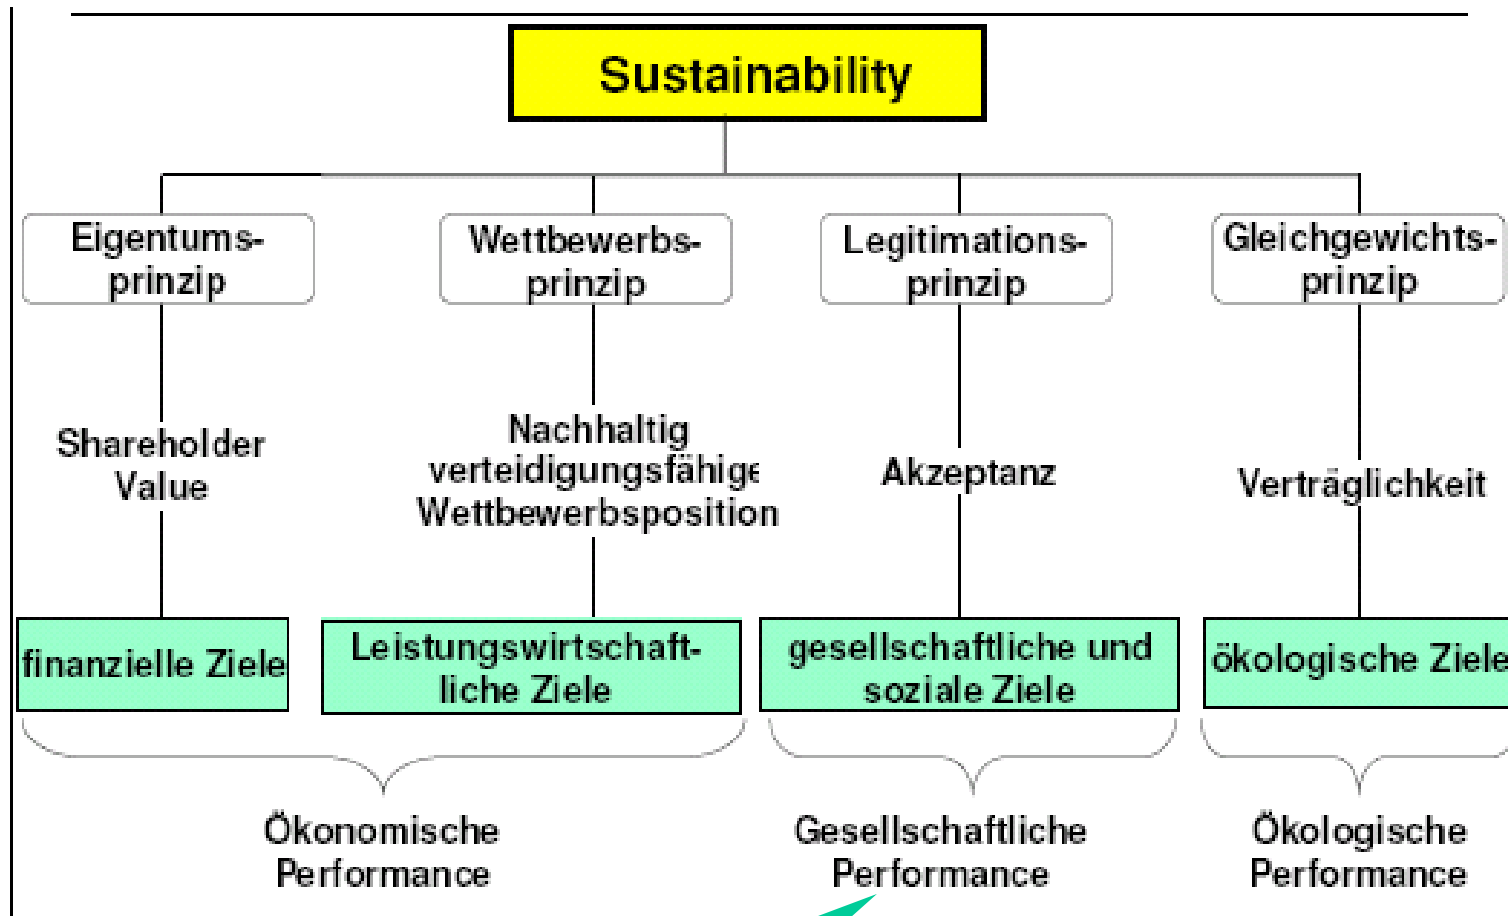 Sustainability
Eigentums-
prinzip
Wettbewerbs-
prinzip
Legitimations-
prinzip
Gleichgewichts-
prinzip
Shareholder
Value
Nachhaltig
verteidigungsfähige
Wettbewerbsposition
Akzeptanz
Verträglichkeit
finanzielle Ziele
Leistungswirtschaft-
liche Ziele
gesellschaftliche und
soziale Ziele
ökologische Ziele
Ökonomische
Performance
Gesellschaftliche
Performance
Ökologische
Performance